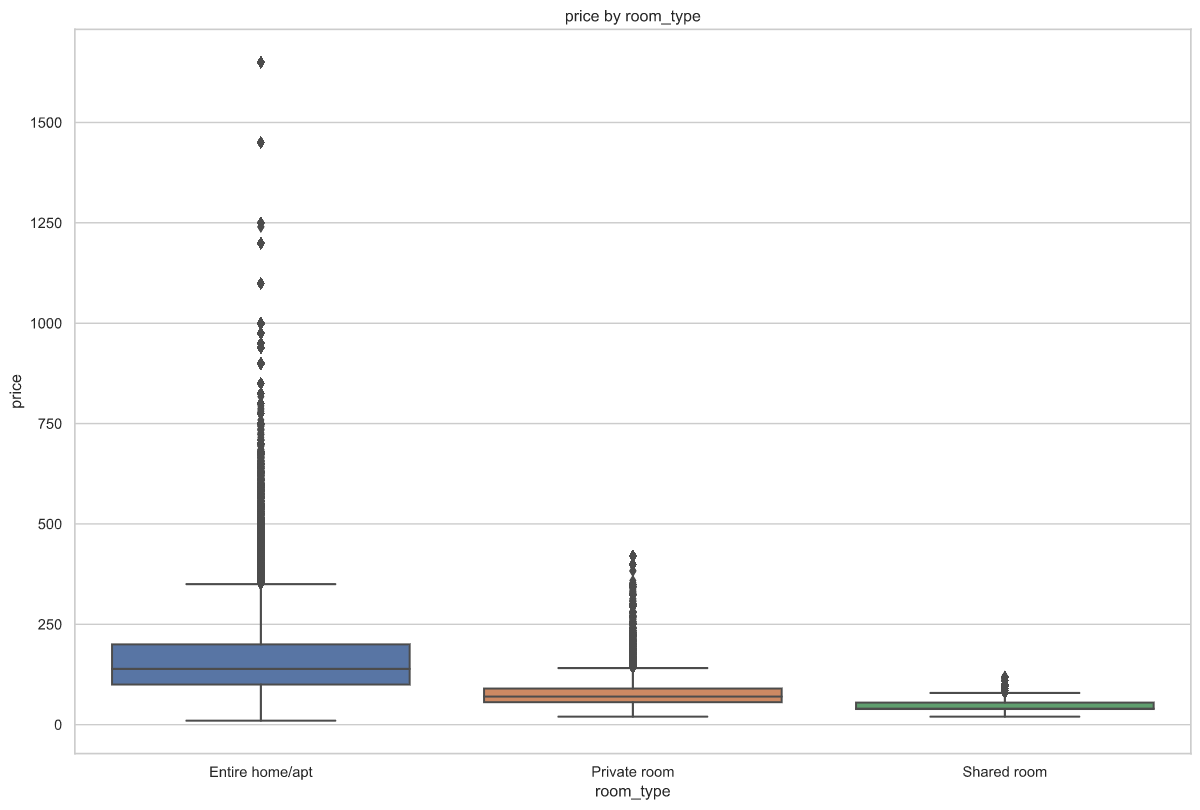 price by room_type
1500
1250
1000
750
500
250
0
price
Entire home/apt
Private room
Shared room
room_type